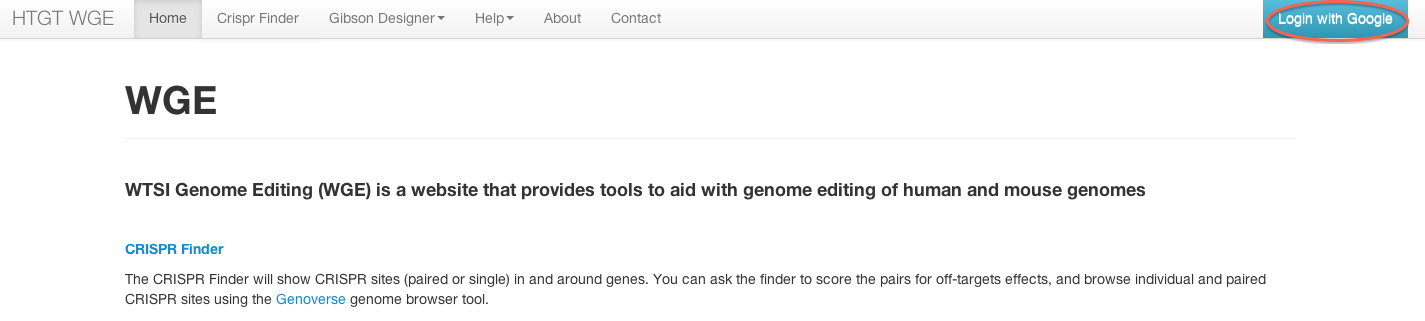 HTGT WGE Home Crispr Finder Gibson Designer Help About Contact Login with Google
WGE
WTSI Genome Editing (WGE) is a website that provides tools to aid with genome editing of human and mouse genomes
CRISPR Finder
The CRISPR Finder will show CRISPR sites (paired or single) in and around genes. You can ask the finder to score the pairs for off-targets effects, and browse individual and paired
CRISPR sites using the Genoverse genome browser tool.